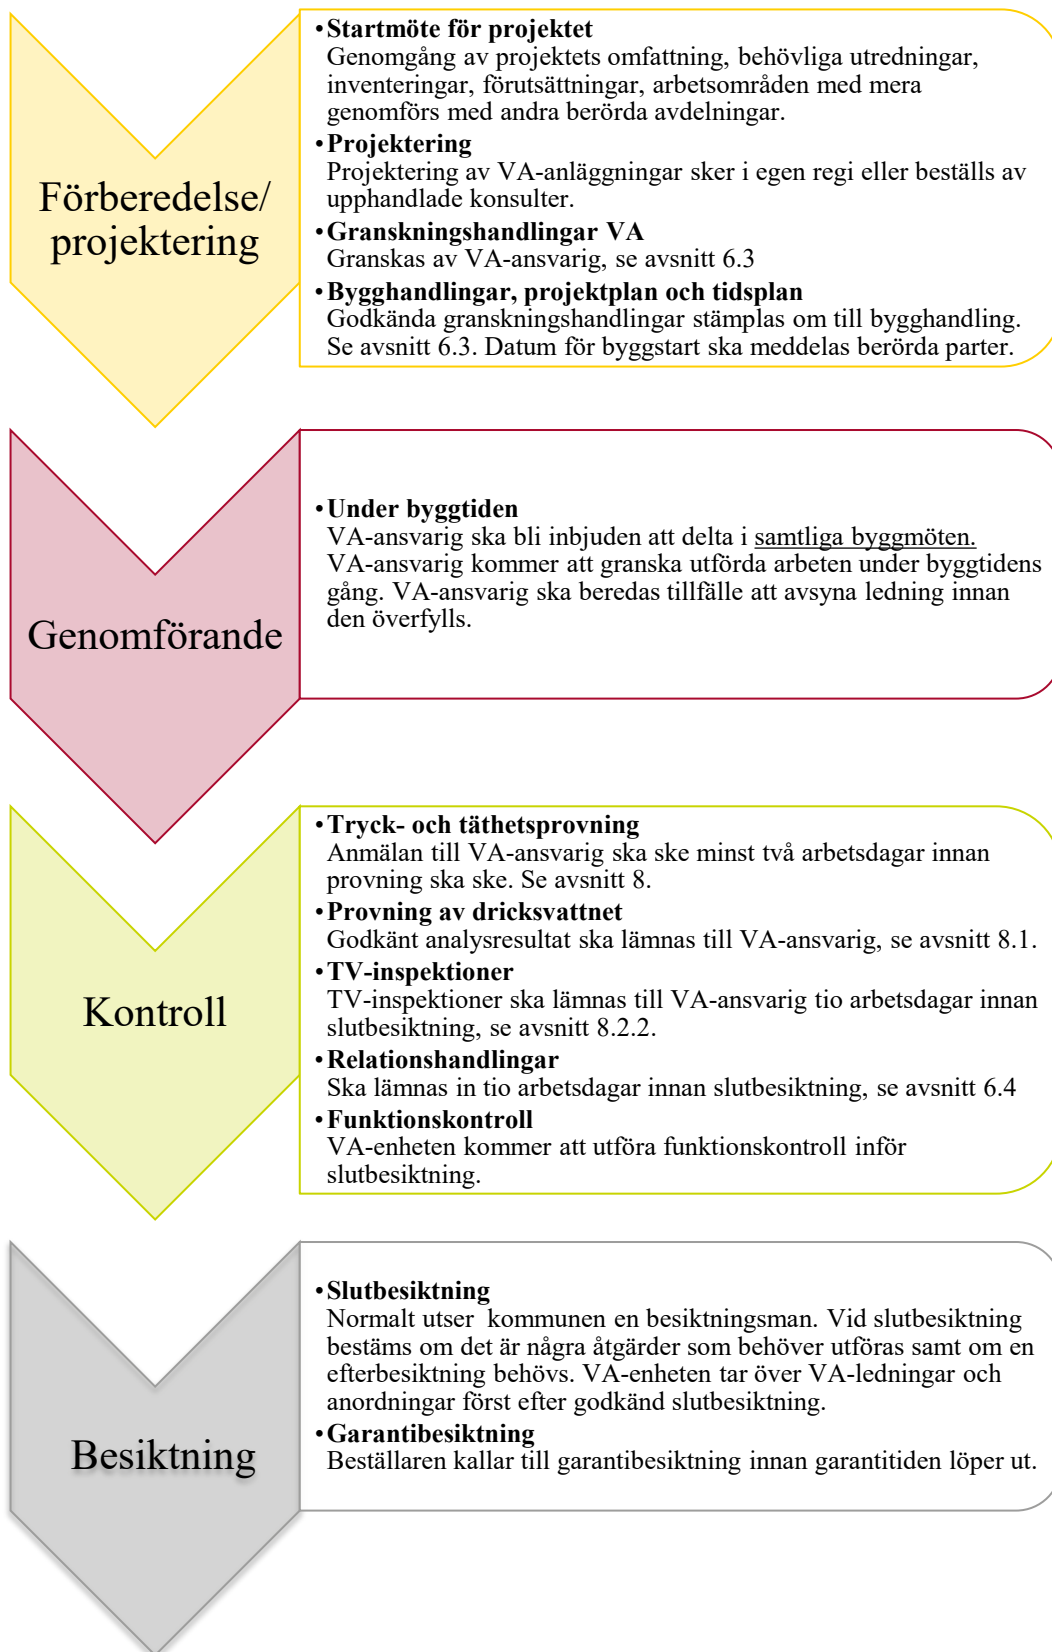 Förberedelse/
projektering
•Startmöte för projektet
Genomgång av projektets omfattning, behövliga utredningar,
inventeringar, förutsättningar, arbetsområden med mera
genomförs med andra berörda avdelningar.
•Projektering
Projektering av VA-anläggningar sker i egen regi eller beställs av
upphandlade konsulter.
•Granskningshandlingar VA
Granskas av VA-ansvarig, se avsnitt 6.3
•Bygghandlingar, projektplan och tidsplan
Godkända granskningshandlingar stämplas om till bygghandling.
Se avsnitt 6.3. Datum för byggstart ska meddelas berörda parter.
Genomförande
•Under byggtiden
VA-ansvarig ska bli inbjuden att delta i samtliga byggmöten.
VA-ansvarig kommer att granska utförda arbeten under byggtidens
gång. VA-ansvarig ska beredas tillfälle att avsyna ledning innan
den överfylls.
Kontroll
•Tryck- och täthetsprovning
Anmälan till VA-ansvarig ska ske minst två arbetsdagar innan
provning ska ske. Se avsnitt 8.
•Provning av dricksvattnet
Godkänt analysresultat ska lämnas till VA-ansvarig, se avsnitt 8.1.
•TV-inspektioner
TV-inspektioner ska lämnas till VA-ansvarig tio arbetsdagar innan
slutbesiktning, se avsnitt 8.2.2.
•Relationshandlingar
Ska lämnas in tio arbetsdagar innan slutbesiktning, se avsnitt 6.4
•Funktionskontroll
VA-enheten kommer att utföra funktionskontroll inför
slutbesiktning.
Besiktning
•Slutbesiktning
Normalt utser kommunen en besiktningsman. Vid slutbesiktning
bestäms om det är några åtgärder som behöver utföras samt om en
efterbesiktning behövs. VA-enheten tar över VA-ledningar och
anordningar först efter godkänd slutbesiktning.
•Garantibesiktning
Beställaren kallar till garantibesiktning innan garantitiden löper ut.